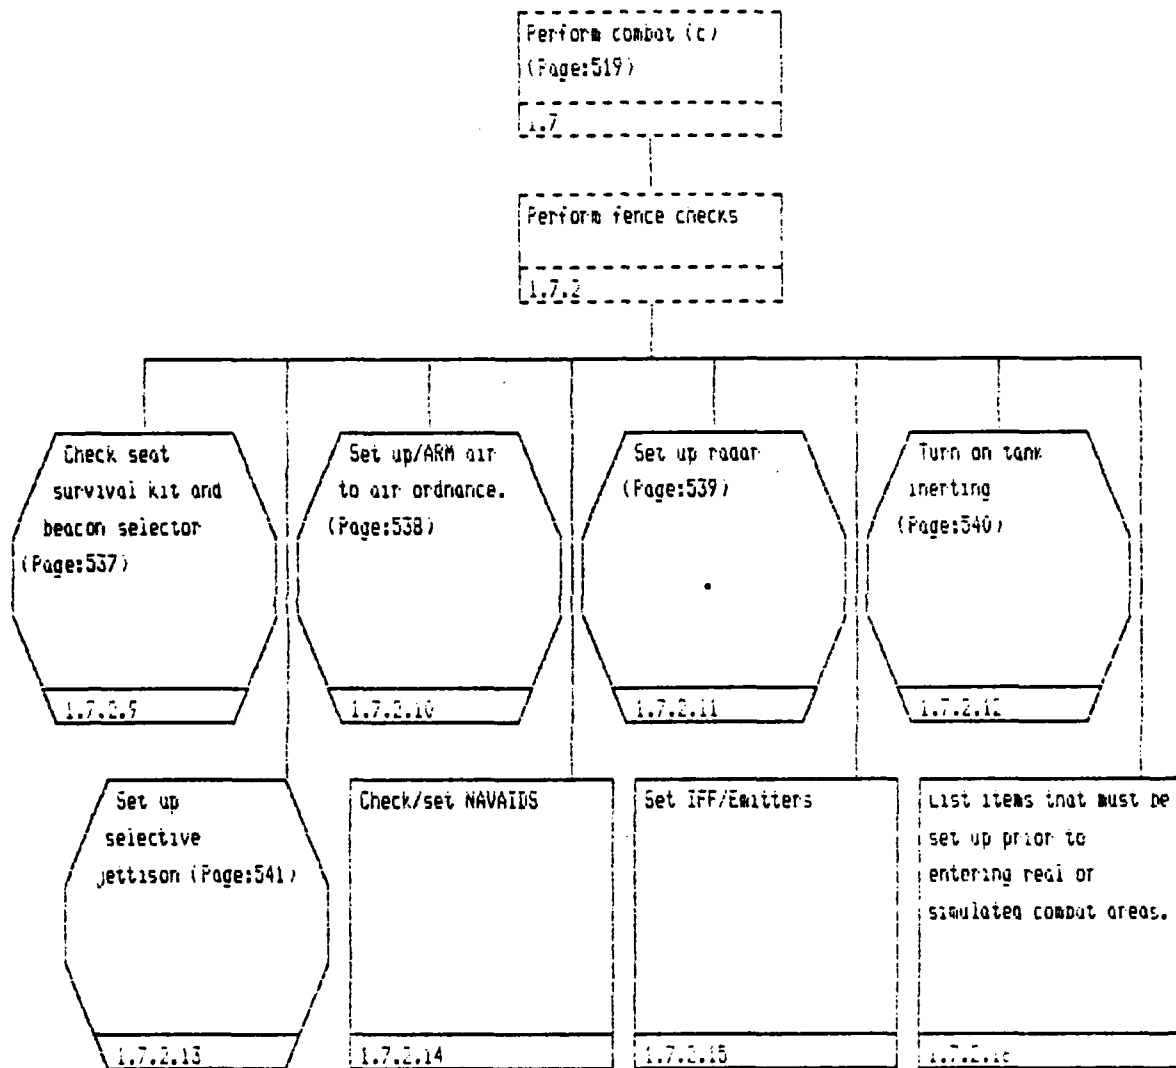 Perform combat (c)
(Page:519)
1.7
Perform fence checks
1.7.2
Check seat
survival kit and
beacon selector
(Page:537)
1.7.2.9
Set up/ARM air
to air ordnance.
(Page:538)
1.7.2.10
Set up radar
(Page:539)
1.7.2.11
Turn on tank
inerting
(Page:540)
1.7.2.12
Set up
selective
jettison (Page:541)
1.7.2.13
Check/set NAVAIDS
1.7.2.14
Set IFF/Emitters
1.7.2.15
List items that must be
set up prior to
entering real or
simulated combat areas.
1.7.2.16